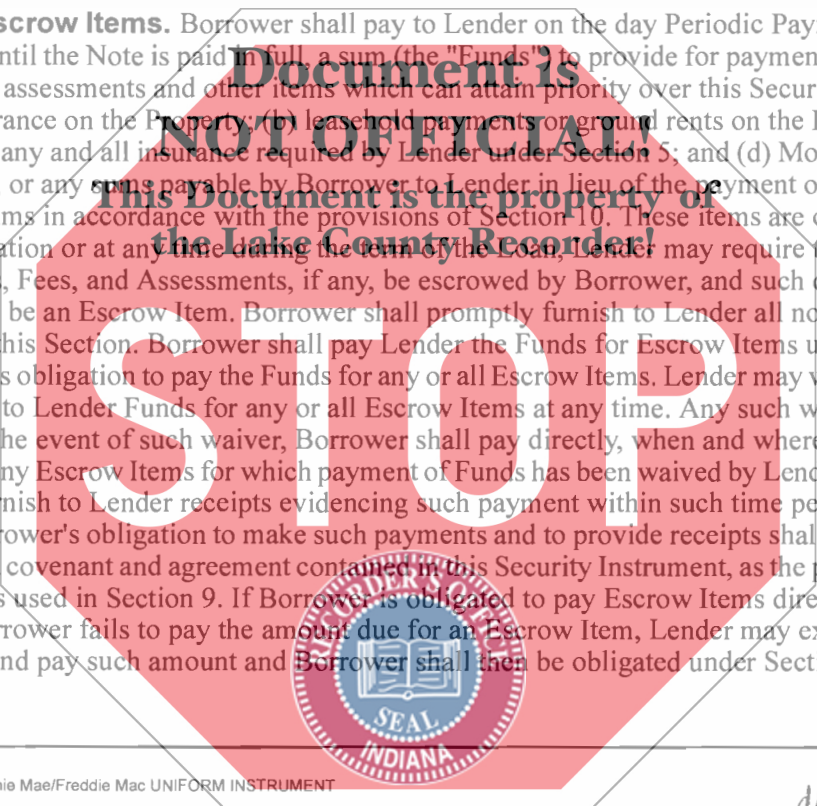 scrow Items. Borrower shall pay to Lender on the day Periodic Pay
ntil the Note is paid in full, a sum (the "Funds") to provide for paymen
assessments and other items which can attain priority over this Secur
rance on the Property; (b) leasehold payments or ground rents on the
any and all insurance required by Lender under Section 5; and (d) Mo
or any sums payable by Borrower to Lender in lieu of the payment o
ms in accordance with the provisions of Section 10. These items are
ation or at any time during the term of the Loan, Lender may require
, Fees, and Assessments, if any, be escrowed by Borrower, and such
be an Escrow Item. Borrower shall promptly furnish to Lender all no
his Section. Borrower shall pay Lender the Funds for Escrow Items u
s obligation to pay the Funds for any or all Escrow Items. Lender may
to Lender Funds for any or all Escrow Items at any time. Any such w
he event of such waiver, Borrower shall pay directly, when and where
ny Escrow Items for which payment of Funds has been waived by Lend
rnish to Lender receipts evidencing such payment within such time pe
rower's obligation to make such payments and to provide receipts shal
covenant and agreement contained in this Security Instrument, as the p
s used in Section 9. If Borrower is obligated to pay Escrow Items dire
rrower fails to pay the amount due for an Escrow Item, Lender may ex
nd pay such amount and Borrower shall then be obligated under Secti
nie Mae/Freddie Mac UNIFORM INSTRUMENT
Document is
NOT OFFICIAL!
This Document is the property of
the Lake County Recorder!
STOP
RECORDER'S OFFICE
SEAL
INDIANA